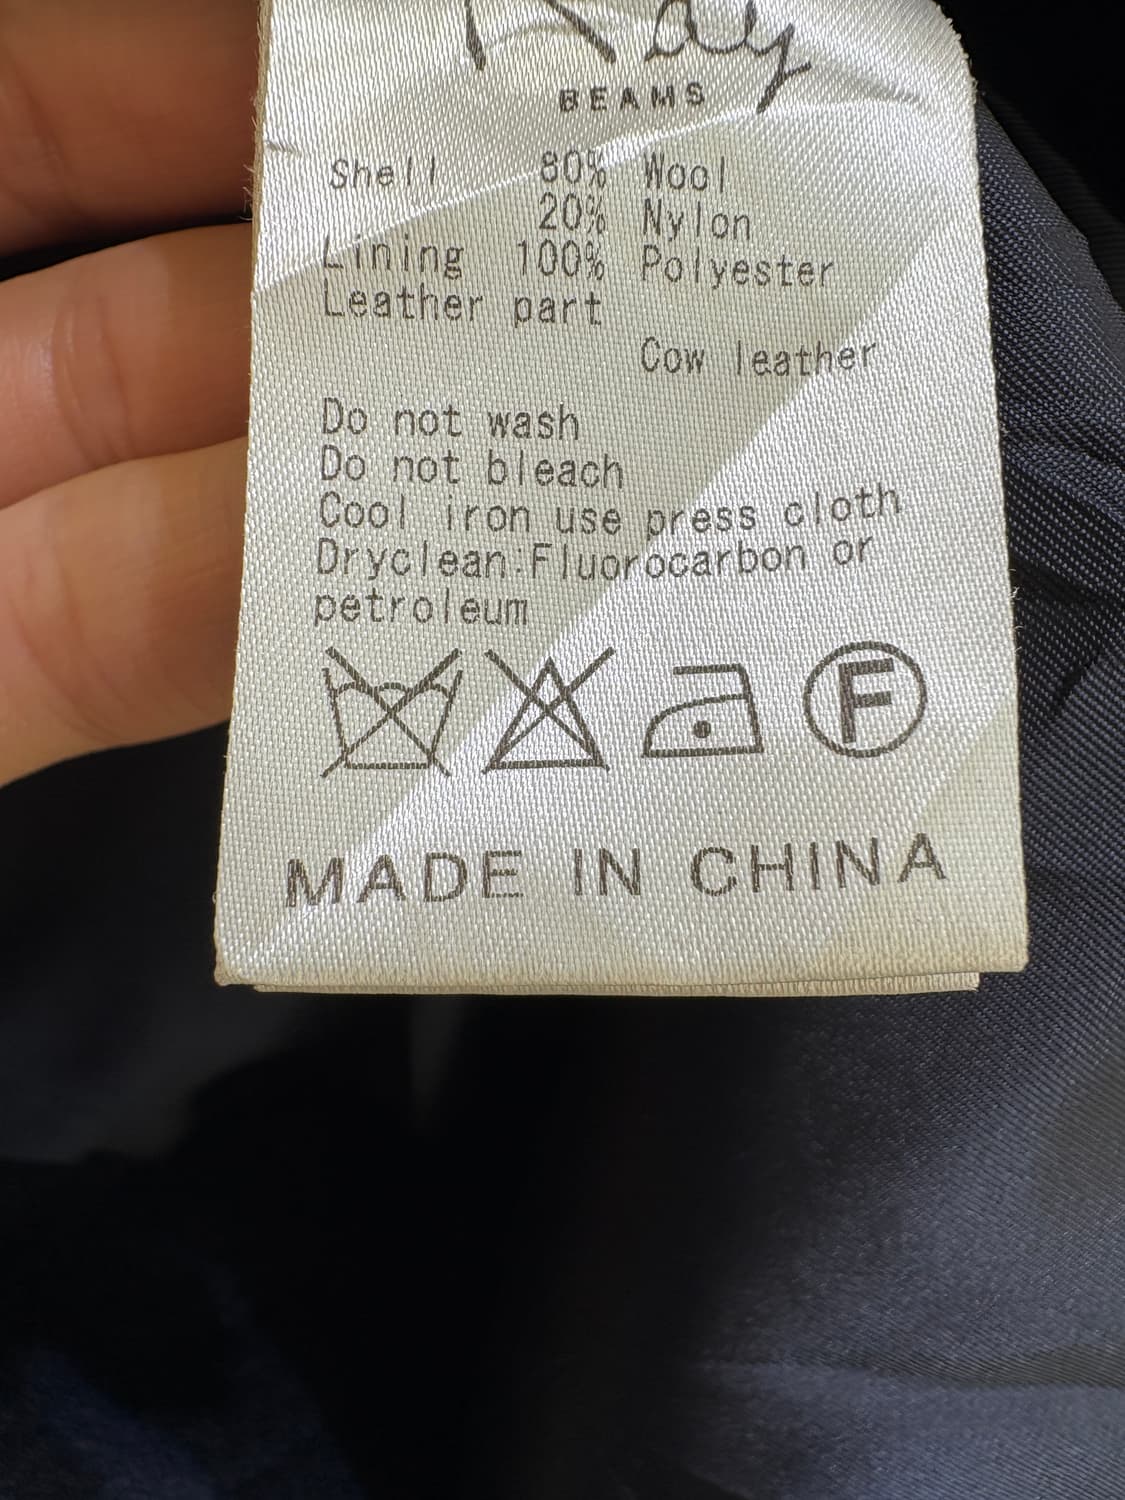 Ray
BEAMS
Shell 80% Wool
20% Nylon
Lining 100% Polyester
Leather part
Cow leather
Do not wash
Do not bleach
Cool iron use press cloth
Dryclean:Fluorocarbon or
petroleum
F
MADE IN CHINA